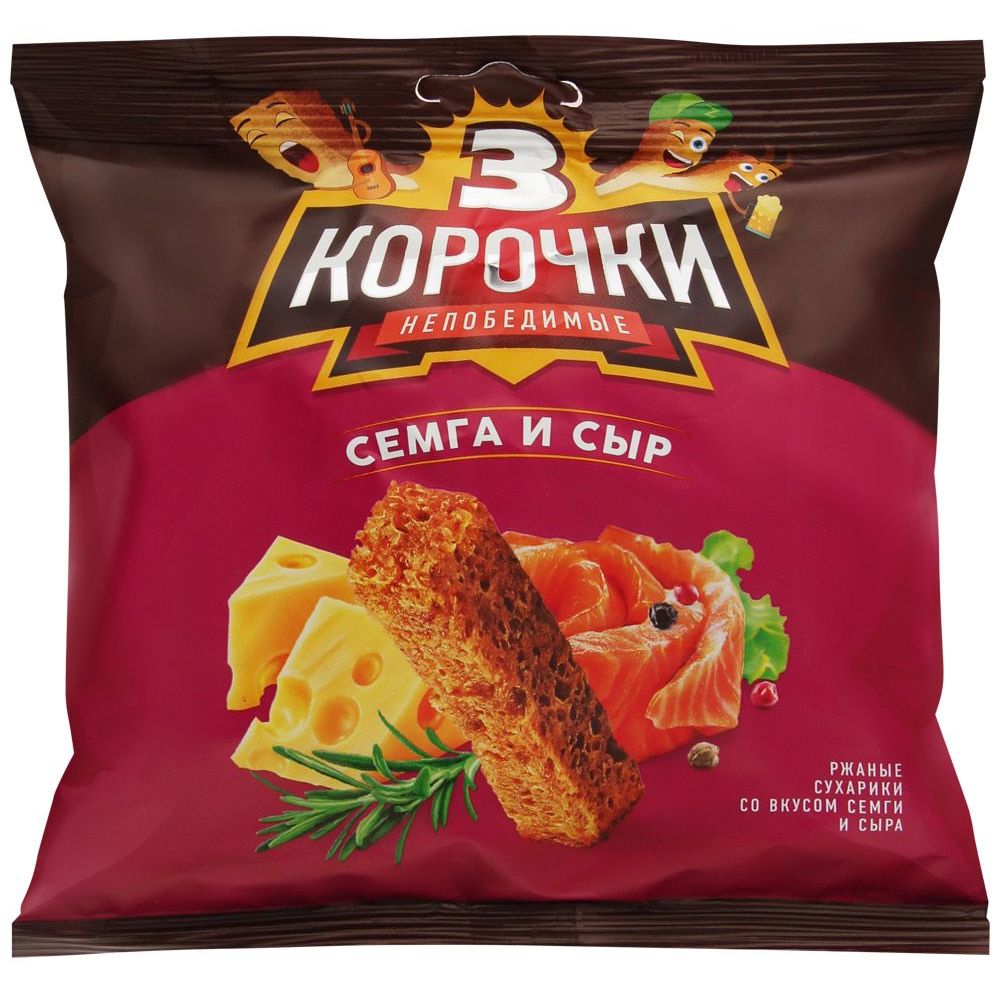 3
КОРОЧКИ
НЕПОБЕДИМЫЕ
СЕМГА И СЫР
РЖАНЫЕ
СУХАРИКИ
СО ВКУСОМ СЕМГИ
И СЫРА